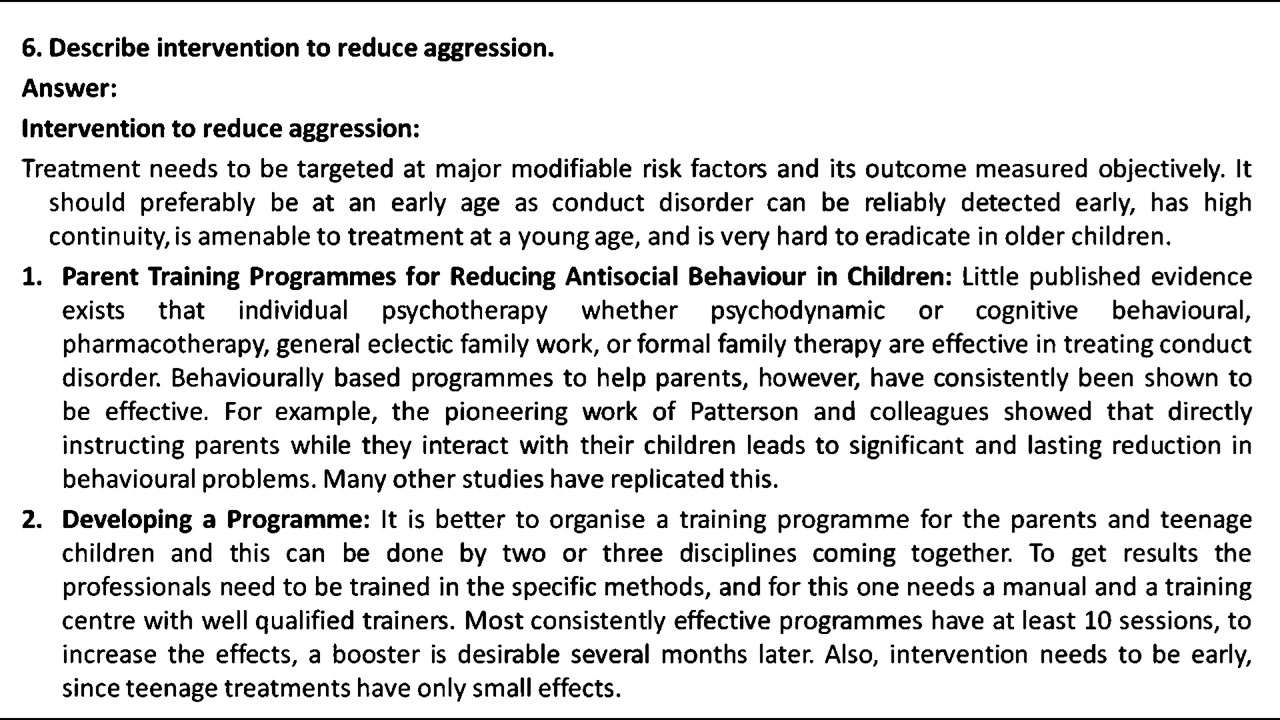 6. Describe intervention to reduce aggression.
Answer:
Intervention to reduce aggression:
Treatment needs to be targeted at major modifiable risk factors and its outcome measured objectively. It
should preferably be at an early age as conduct disorder can be reliably detected early, has high
continuity, is amenable to treatment at a young age, and is very hard to eradicate in older children.
1. Parent Training Programmes for Reducing Antisocial Behaviour in Children: Little published evidence
exists that individual psychotherapy whether psychodynamic or cognitive behavioural,
pharmacotherapy, general eclectic family work, or formal family therapy are effective in treating conduct
disorder. Behaviourally based programmes to help parents, however, have consistently been shown to
be effective. For example, the pioneering work of Patterson and colleagues showed that directly
instructing parents while they interact with their children leads to significant and lasting reduction in
behavioural problems. Many other studies have replicated this.
2. Developing a Programme: It is better to organise a training programme for the parents and teenage
children and this can be done by two or three disciplines coming together. To get results the
professionals need to be trained in the specific methods, and for this one needs a manual and a training
centre with well qualified trainers. Most consistently effective programmes have at least 10 sessions, to
increase the effects, a booster is desirable several months later. Also, intervention needs to be early,
since teenage treatments have only small effects.